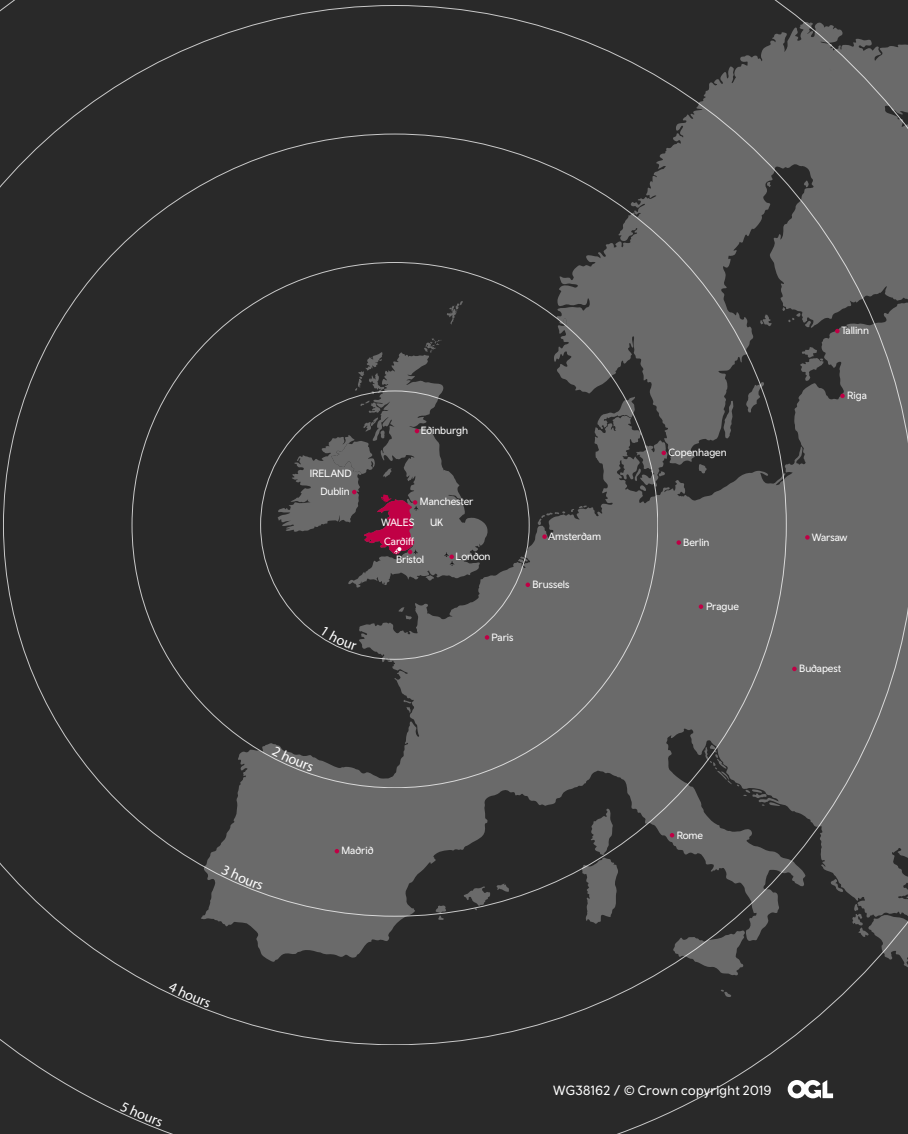 Tallinn
Riga
Edinburgh
Copenhagen
IRELAND
Dublin
Manchester
WALES
UK
Amsterdam
Warsaw
Cardiff
Berlin
Bristol
London
Brussels
Prague
1 hour
Paris
Budapest
2 hours
Rome
Madrid
3 hours
4 hours
WG38162 / © Crown copyright 2019
OGL
5 hours